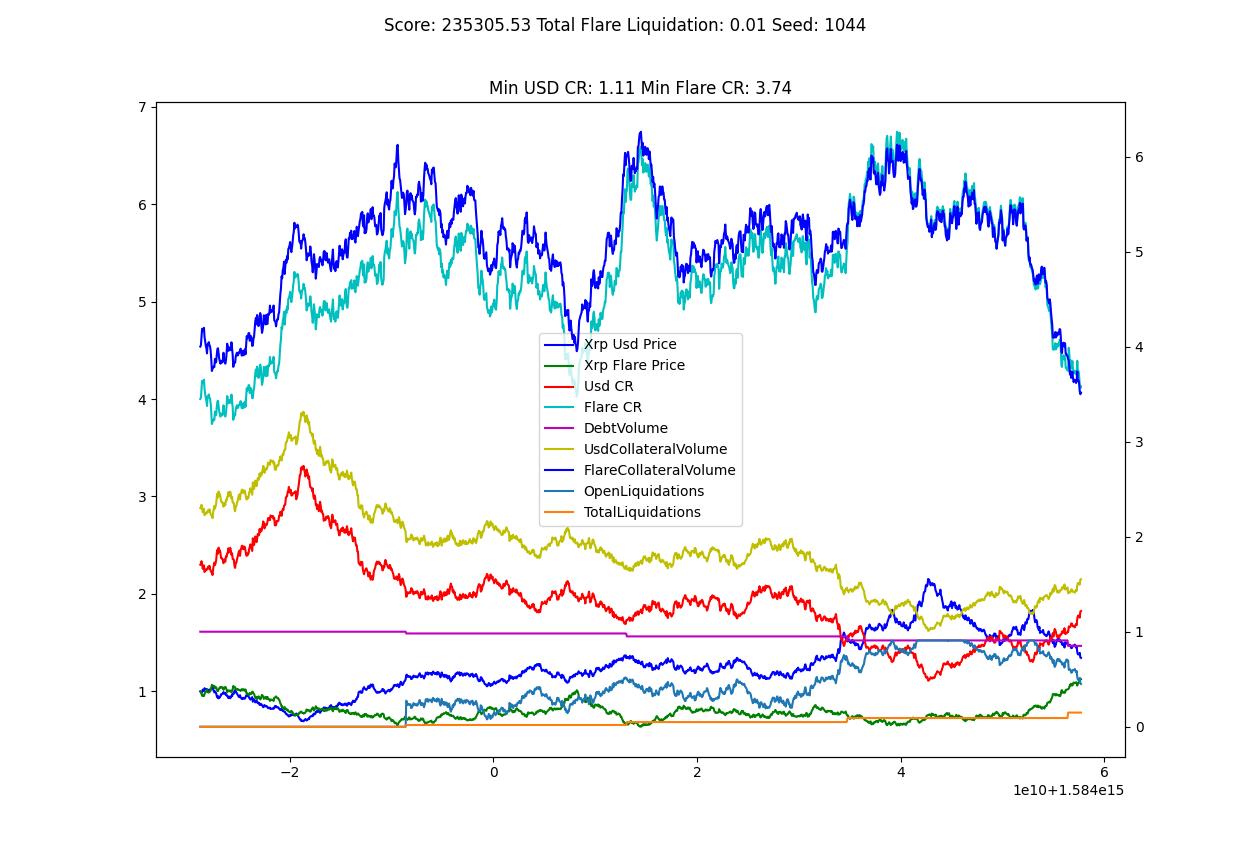 Score: 235305.53 Total Flare Liquidation: 0.01 Seed: 1044
Min USD CR: 1.11 Min Flare CR: 3.74
7
6
5
4
3
2
1
6
5
4
3
2
1
0
Xrp Usd Price
Xrp Flare Price
Usd CR
Flare CR
DebtVolume
UsdCollateralVolume
FlareCollateralVolume
OpenLiquidations
TotalLiquidations
−2 0 2 4 6
1e10+1.584e15